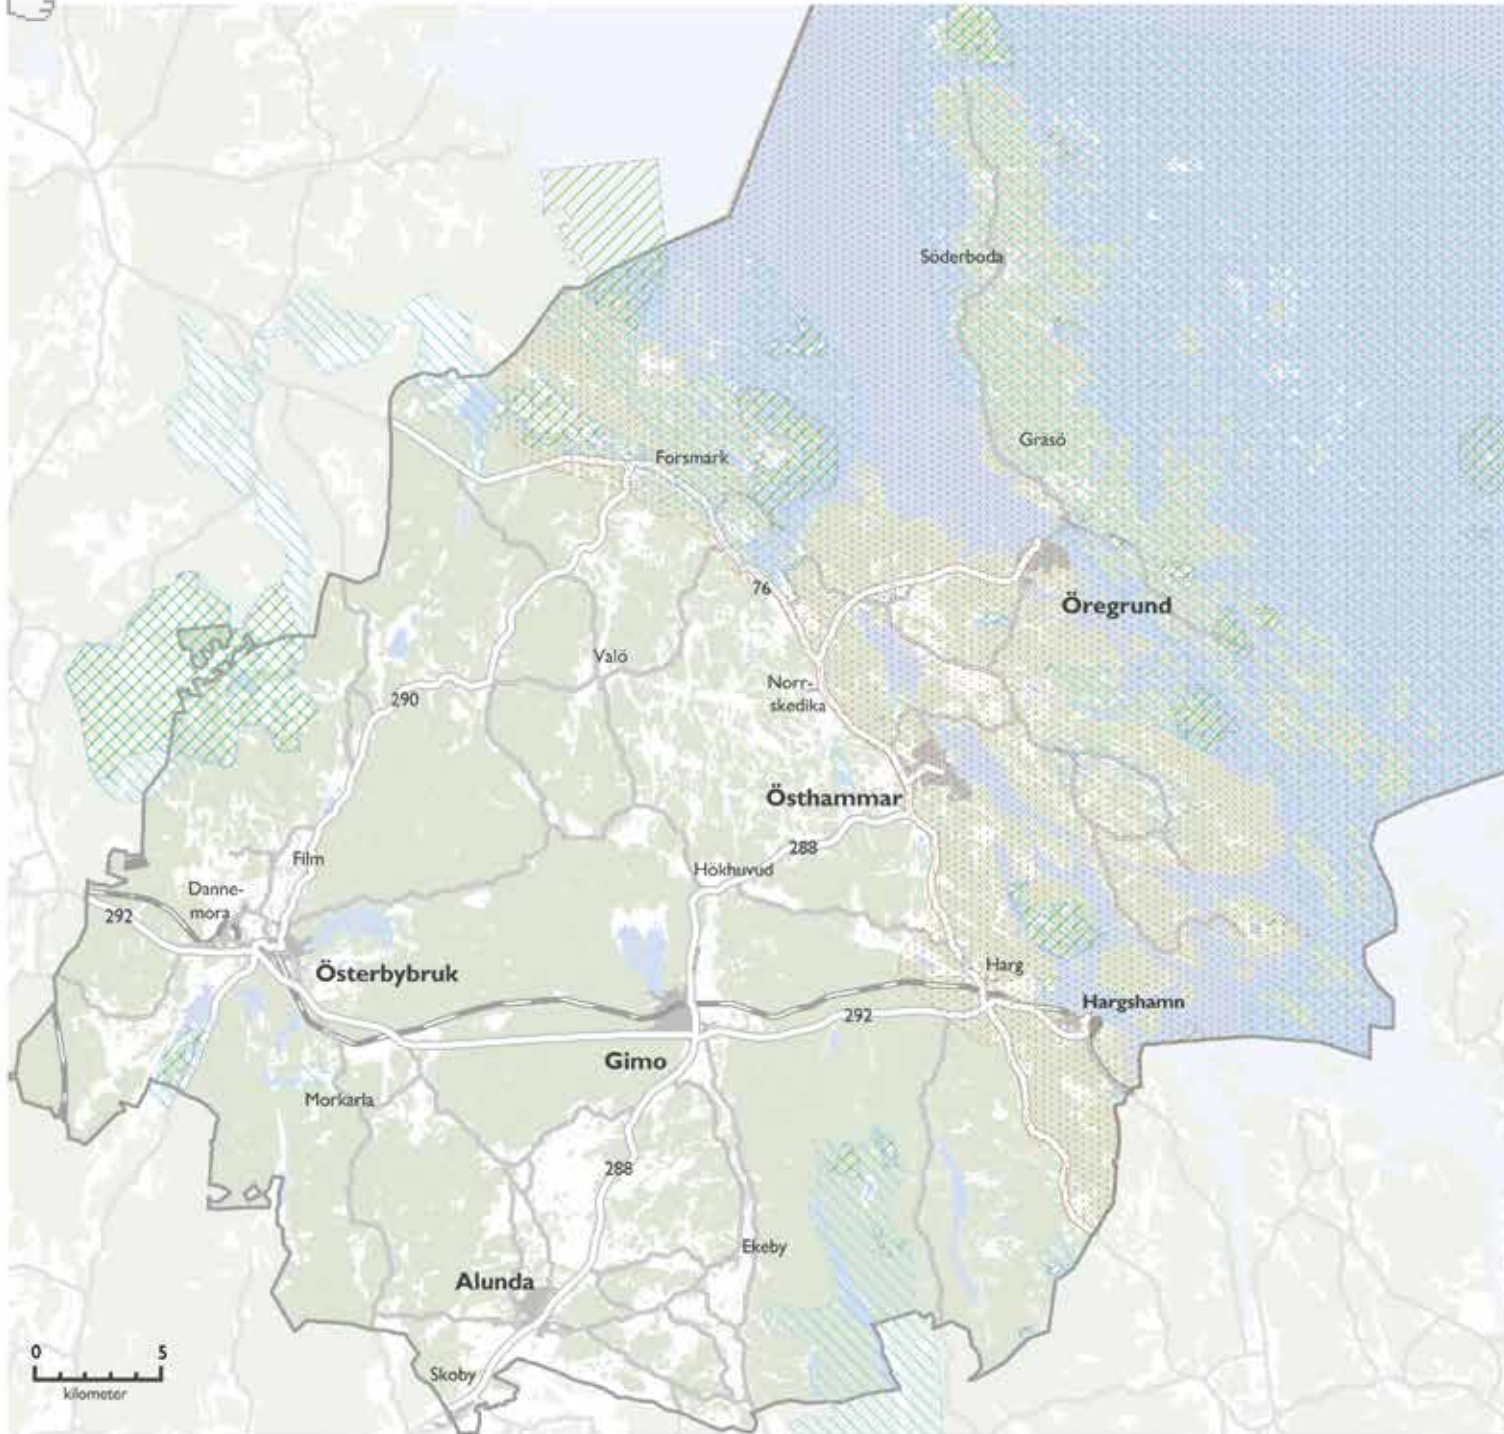 Söderboda
Gräsö
Forsmark
76
Öregrund
Valö
Norr-
skedika
290
Östhammar
288
Film
Hökhuvud
Danne-
mora
292
Österbybruk
Harg
Hargshamn
292
Gimo
Morkarla
288
Ekeby
Alunda
0 5
kilometer
Skoby